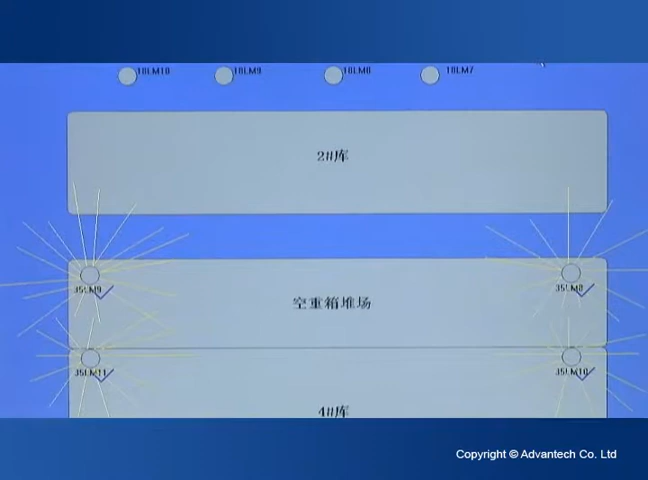 18LM10 18LM9 18LM8 18LM7
2#库
35LM9 35LM8
空重箱堆场
35LM11 35LM10
4#库
Copyright © Advantech Co. Ltd